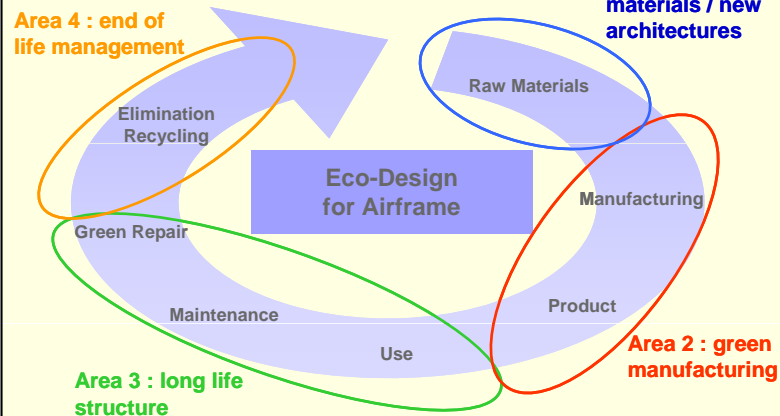 Area 4 : end of
life management
materials / new
architectures
Raw Materials
Elimination
Recycling
Eco-Design
for Airframe
Manufacturing
Green Repair
Product
Maintenance
Use
Area 2 : green
manufacturing
Area 3 : long life
structure